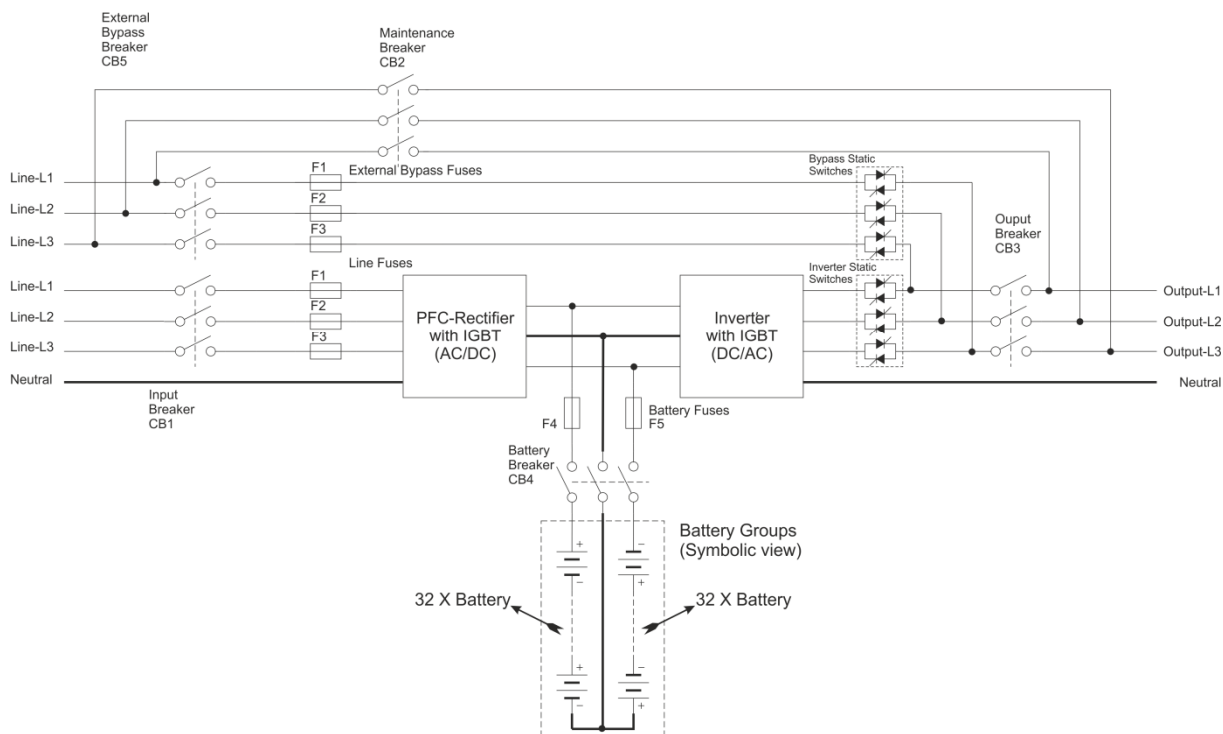 External
Bypass
Breaker
CB5
Maintenance
Breaker
CB2
Line-L1
Line-L2
Line-L3
F1
External Bypass Fuses
F2
F3
Bypass Static
Switches
Ouput
Breaker
CB3
Line Fuses
Inverter Static
Switches
Line-L1
Line-L2
Line-L3
Neutral
F1
F2
F3
Input
Breaker
CB1
PFC-Rectifier
with IGBT
(AC/DC)
Inverter
with IGBT
(DC/AC)
Output-L1
Output-L2
Output-L3
Neutral
F4
Battery Fuses
F5
Battery
Breaker
CB4
Battery Groups
(Symbolic view)
+
−
−
+
32 X Battery
32 X Battery
+
−
−
+